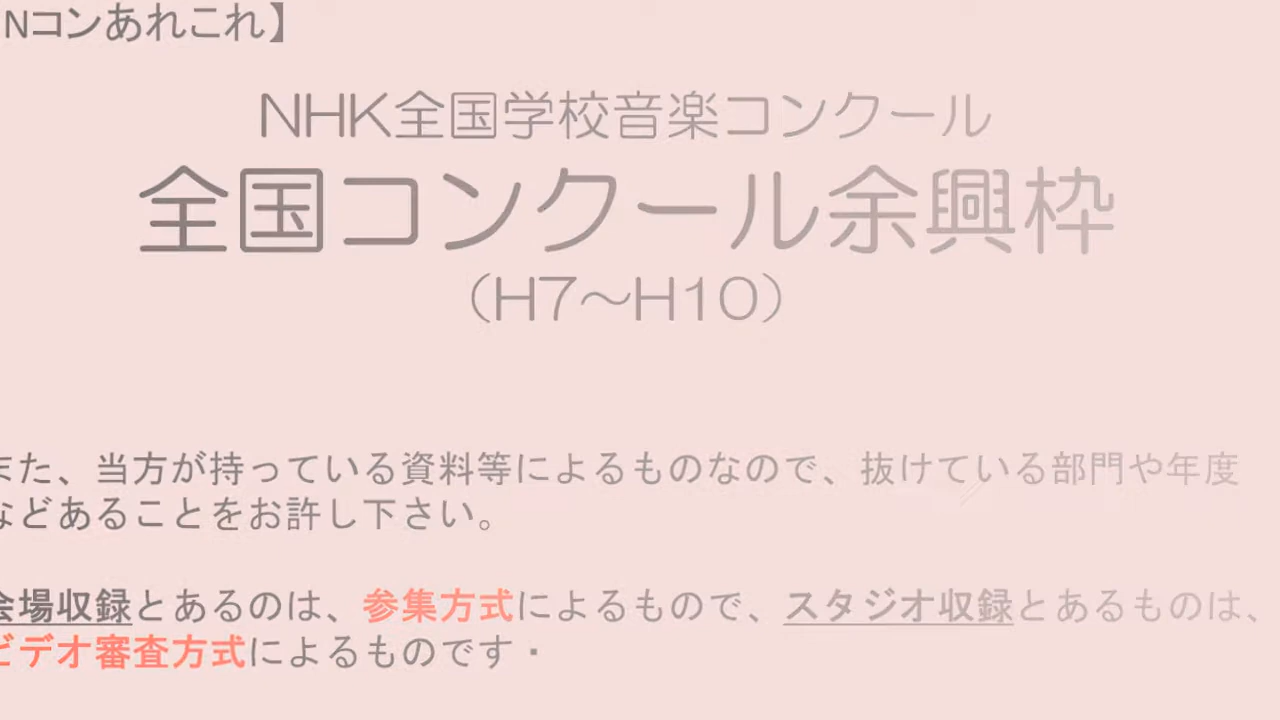 Nコンあれこれ】
NHK全国学校音楽コンクール
全国コンクール余興枠
（H7～H10）
また、当方が持っている資料等によるものなので、抜けている部門や年度
などあることをお許し下さい。
会場収録とあるのは、参集方式によるもので、スタジオ収録とあるものは、
ビデオ審査方式によるものです・